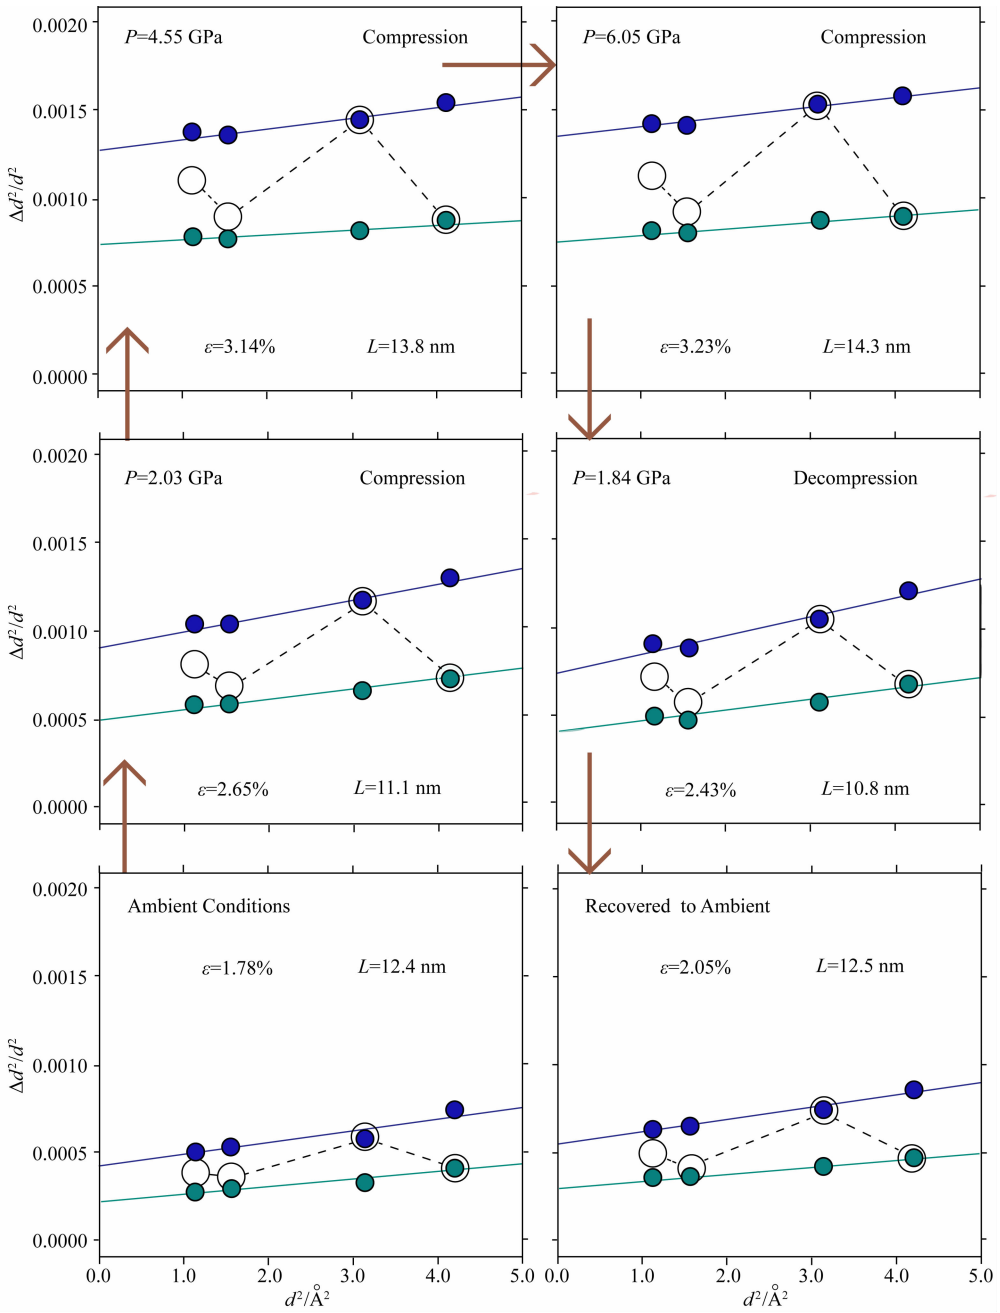 0.0020
P=4.55 GPa Compression
0.0015
0.0010
0.0005
0.0000
Δd²/d²
ε=3.14% L=13.8 nm
P=6.05 GPa Compression
ε=3.23% L=14.3 nm
0.0020
P=2.03 GPa Compression
0.0015
0.0010
0.0005
0.0000
Δd²/d²
ε=2.65% L=11.1 nm
P=1.84 GPa Decompression
ε=2.43% L=10.8 nm
0.0020
Ambient Conditions
ε=1.78% L=12.4 nm
0.0015
0.0010
0.0005
0.0000
Δd²/d²
0.0 1.0 2.0 3.0 4.0 5.0
d²/Å²
Recovered to Ambient
ε=2.05% L=12.5 nm
0.0 1.0 2.0 3.0 4.0 5.0
d²/Å²